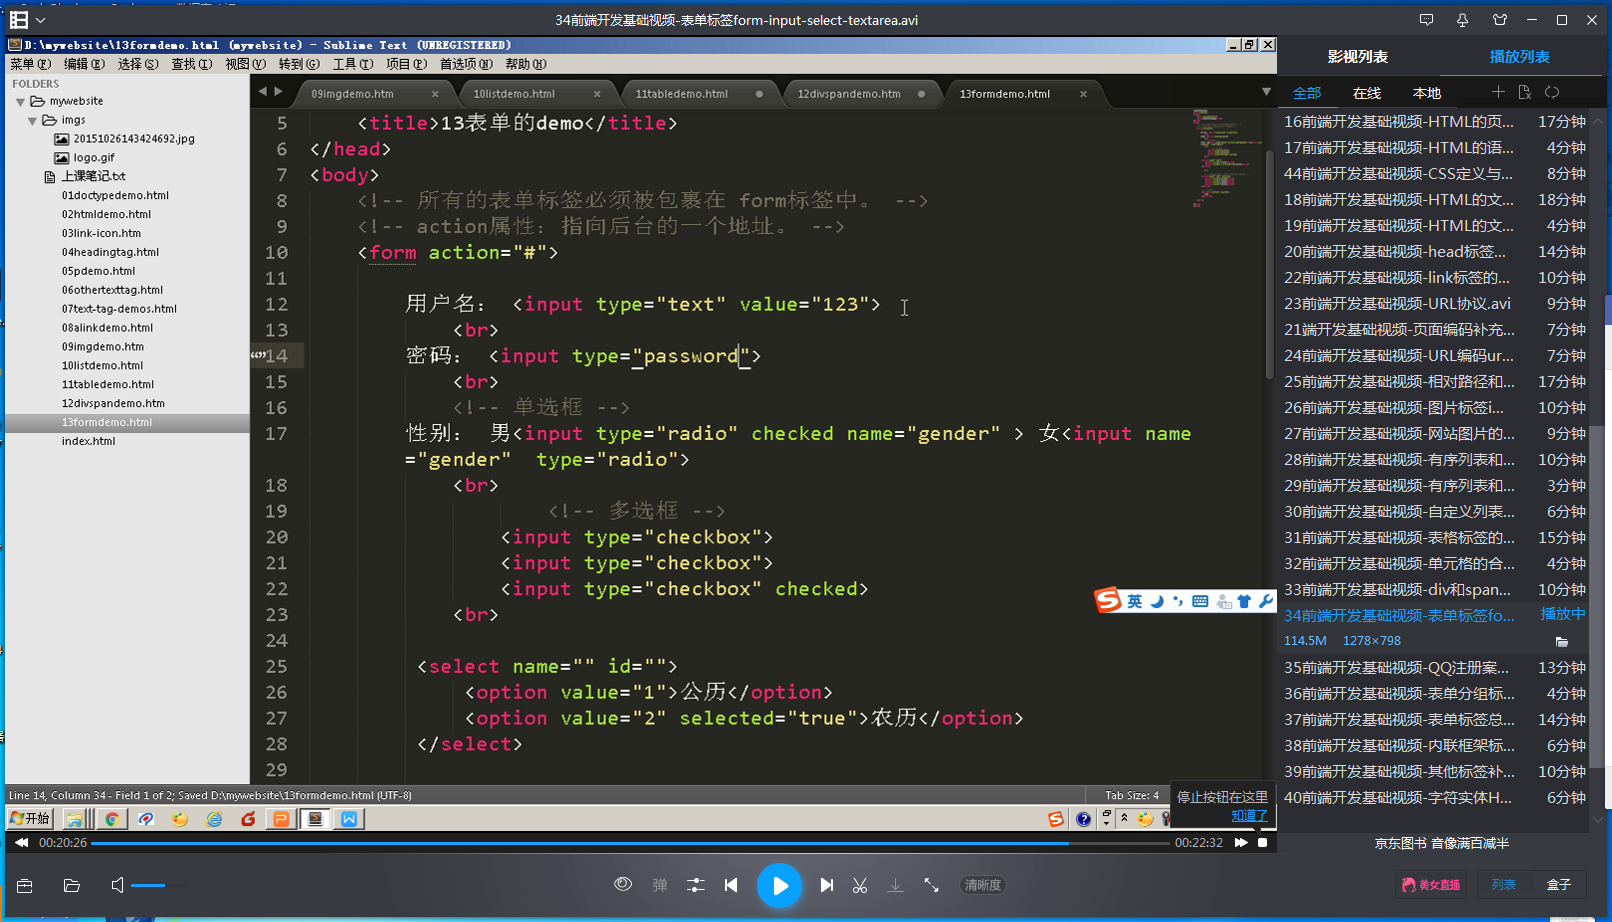 34前端开发基础视频-表单标签form-input-select-textarea.avi
D:\mywebsite\13formdemo.html (mywebsite) - Sublime Text (UNREGISTERED)
菜单(F) 编辑(E) 选择(S) 查找(I) 视图(V) 转到(G) 工具(T) 项目(P) 首选项(N) 帮助(H)
FOLDERS
mywebsite
imgs
20151026143424692.jpg
logo.gif
上课笔记.txt
01doctypedemo.html
02htmldemo.html
03link-icon.htm
04headingtag.html
05pdemo.html
06othertexttag.html
07text-tag-demos.html
08alinkdemo.html
09imgdemo.htm
10listdemo.html
11tabledemo.html
12divspandemo.htm
13formdemo.html
index.html
09imgdemo.htm × 10listdemo.html × 11tabledemo.html 12divspandemo.htm 13formdemo.html ×
5 <title>13表单的demo</title>
6 </head>
7 <body>
8 <!-- 所有的表单标签必须被包裹在 form标签中。 -->
9 <!-- action属性: 指向后台的一个地址。 -->
10 <form action="#">
11
12 用户名: <input type="text" value="123">
13 <br>
14 密码: <input type="password">
15 <br>
16 <!-- 单选框 -->
17 性别: 男<input type="radio" checked name="gender" > 女<input name
="gender" type="radio">
18 <br>
19 <!-- 多选框 -->
20 <input type="checkbox">
21 <input type="checkbox">
22 <input type="checkbox" checked>
23 <br>
24
25 <select name="" id="">
26 <option value="1">公历</option>
27 <option value="2" selected="true">农历</option>
28 </select>
29
英
Line 14, Column 34 - Field 1 of 2; Saved D:\mywebsite\13formdemo.html (UTF-8)
Tab Size: 4
停止按钮在这里
知道了
开始
00:20:26
00:22:32
弹
清晰度
影视列表 播放列表
全部 在线 本地
16前端开发基础视频-HTML的页... 17分钟
17前端开发基础视频-HTML的语... 4分钟
44前端开发基础视频-CSS定义与... 8分钟
18前端开发基础视频-HTML的文... 18分钟
19前端开发基础视频-HTML的文... 4分钟
20前端开发基础视频-head标签... 14分钟
22前端开发基础视频-link标签的... 10分钟
23前端开发基础视频-URL协议.avi 9分钟
21端开发基础视频-页面编码补充... 7分钟
24前端开发基础视频-URL编码ur... 7分钟
25前端开发基础视频-相对路径和... 17分钟
26前端开发基础视频-图片标签i... 10分钟
27前端开发基础视频-网站图片的... 9分钟
28前端开发基础视频-有序列表和... 10分钟
29前端开发基础视频-有序列表和... 3分钟
30前端开发基础视频-自定义列表... 6分钟
31前端开发基础视频-表格标签的... 15分钟
32前端开发基础视频-单元格的合... 4分钟
33前端开发基础视频-div和span... 10分钟
34前端开发基础视频-表单标签fo... 播放中
114.5M 1278×798
35前端开发基础视频-QQ注册案... 13分钟
36前端开发基础视频-表单分组标... 4分钟
37前端开发基础视频-表单标签总... 14分钟
38前端开发基础视频-内联框架标... 6分钟
39前端开发基础视频-其他标签补... 10分钟
40前端开发基础视频-字符实体H... 6分钟
京东图书 音像满百减半
美女直播 列表 盒子